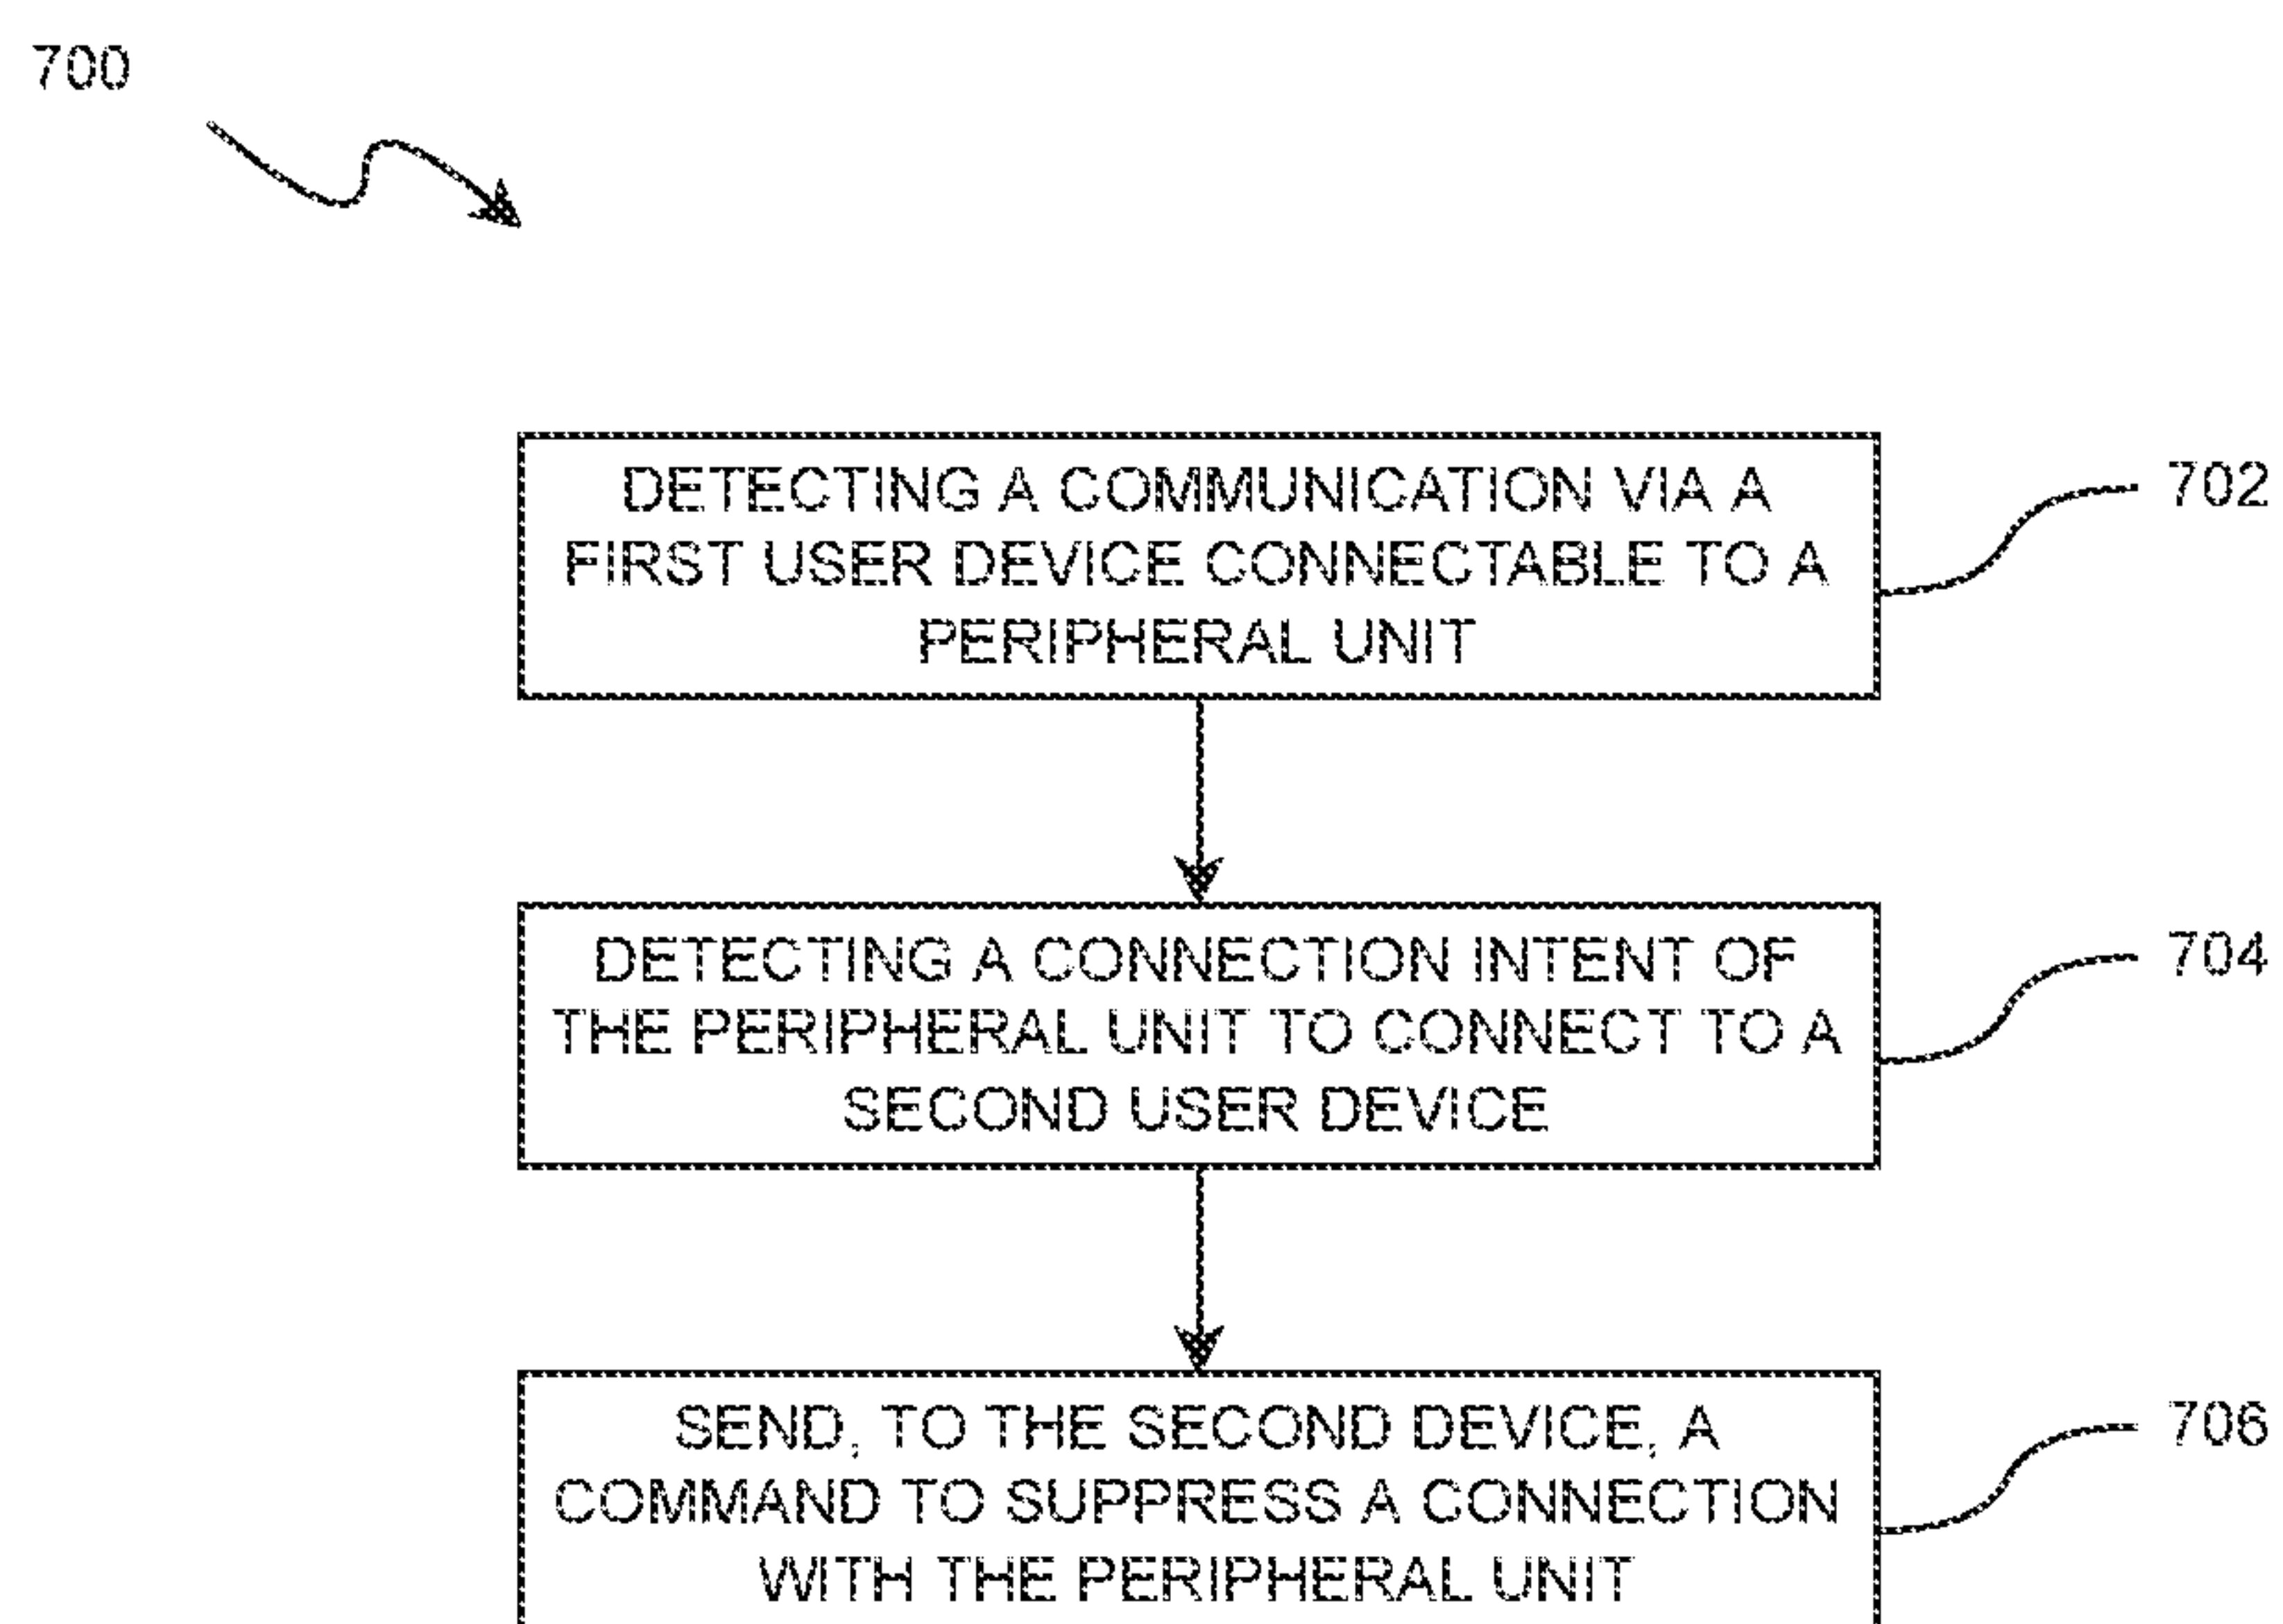 700
DETECTING A COMMUNICATION VIA A
FIRST USER DEVICE CONNECTABLE TO A
PERIPHERAL UNIT
702
DETECTING A CONNECTION INTENT OF
THE PERIPHERAL UNIT TO CONNECT TO A
SECOND USER DEVICE
704
SEND, TO THE SECOND DEVICE, A
COMMAND TO SUPPRESS A CONNECTION
WITH THE PERIPHERAL UNIT
706